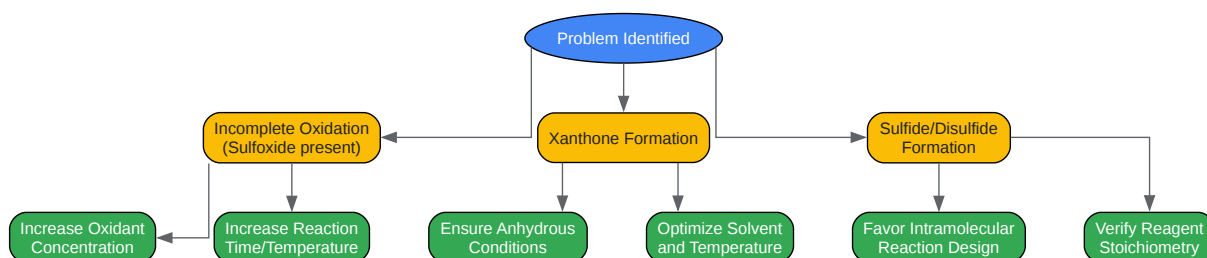 Problem Identified
Incomplete Oxidation
(Sulfoxide present)
Xanthone Formation
Sulfide/Disulfide
Formation
Increase Oxidant
Concentration
Increase Reaction
Time/Temperature
Ensure Anhydrous
Conditions
Optimize Solvent
and Temperature
Favor Intramolecular
Reaction Design
Verify Reagent
Stoichiometry